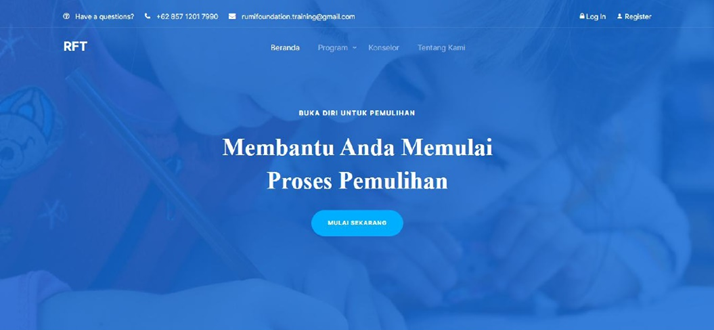 Have a questions? +62 857 1201 7990 rumifoundation.training@gmail.com Log In Register
RFT Beranda Program Konselor Tentang Kami
BUKA DIRI UNTUK PEMULIHAN
Membantu Anda Memulai
Proses Pemulihan
MULAI SEKARANG